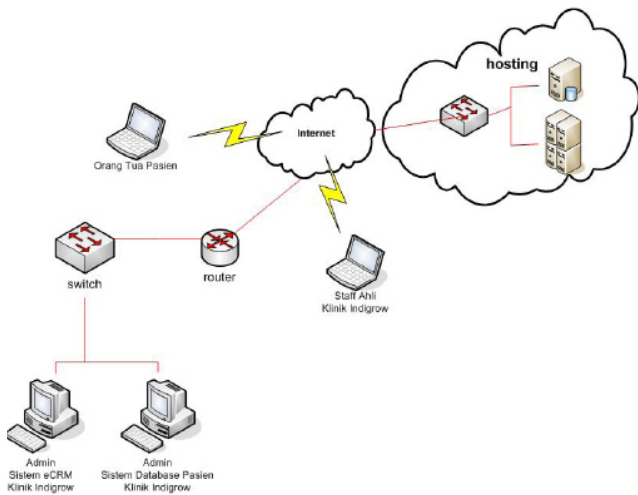 hosting
Internet
Orang Tua Pasien
switch
router
Staff Ahli
Klinik Indigrow
Admin
Sistem eCRM
Klinik Indigrow
Admin
Sistem Database Pasien
Klinik Indigrow